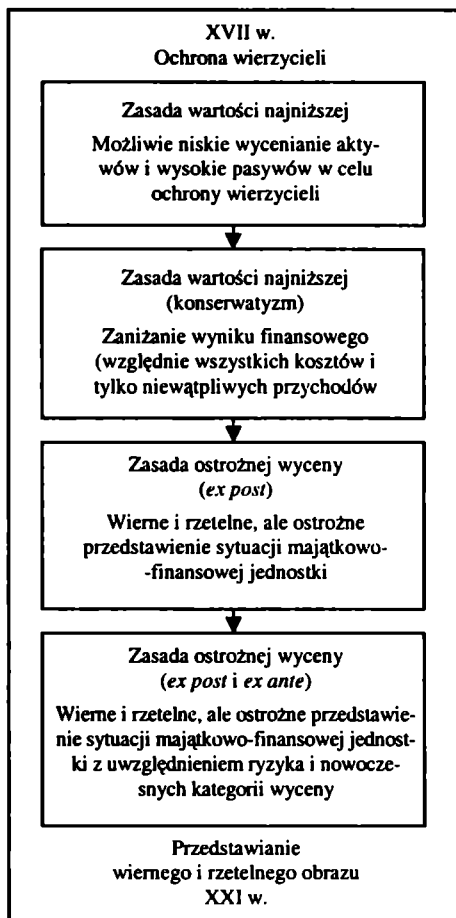 XVII w.
Ochrona wierzycieli
Zasada wartości najniższej
Możliwie niskie wycenianie akty-
wów i wysokie pasywów w celu
ochrony wierzycieli
Zasada wartości najniższej
(konserwatyzm)
Zaniżanie wyniku finansowego
(względnie wszystkich kosztów i
tylko niewątpliwych przychodów
Zasada ostrożnej wyceny
(ex post)
Wierne i rzetelne, ale ostrożne
przedstawienie sytuacji majątkowo-
-finansowej jednostki
Zasada ostrożnej wyceny
(ex post i ex ante)
Wierne i rzetelne, ale ostrożne przedstawie-
nie sytuacji majątkowo-finansowej jednost-
ki z uwzględnieniem ryzyka i nowocze-
snych kategorii wyceny
Przedstawianie
wiernego i rzetelnego obrazu
XXI w.